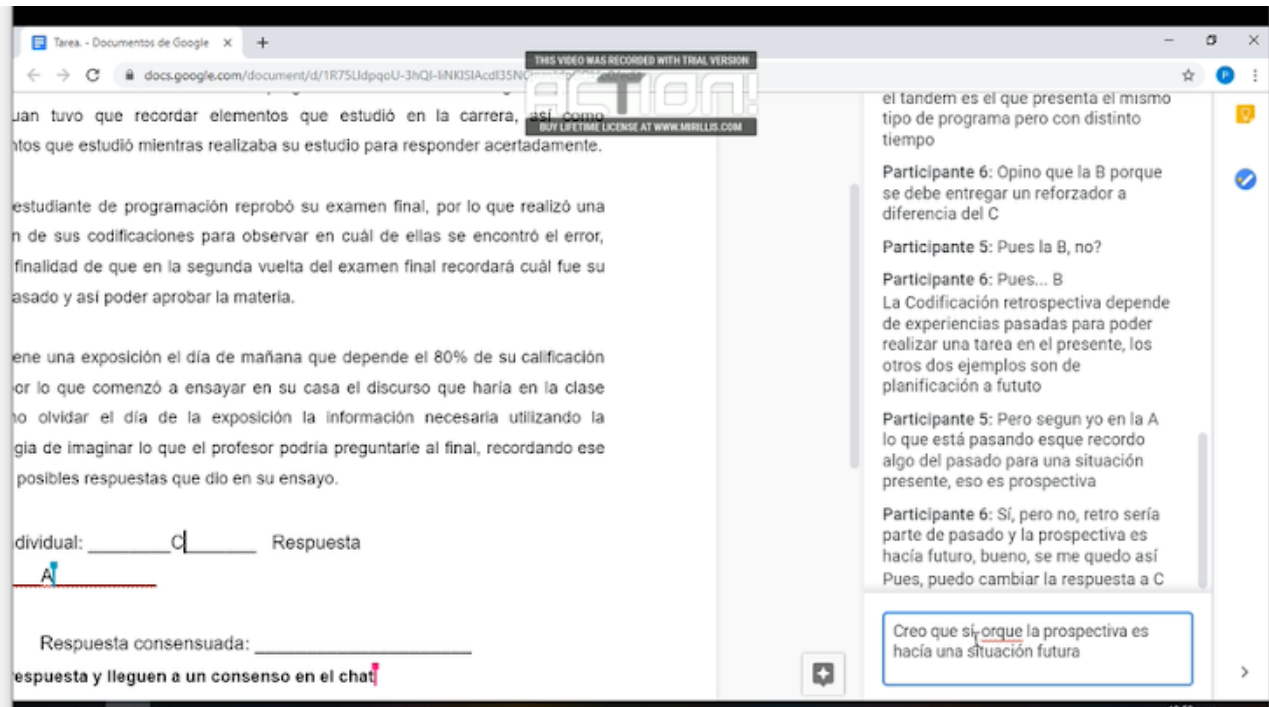 Tarea. - Documentos de Google
THIS VIDEO WAS RECORDED WITH TRIAL VERSION
ACTION!
BUY LIFETIME LICENSE AT WWW.MIRILLIS.COM
uan tuvo que recordar elementos que estudió en la carrera, así como
ntos que estudió mientras realizaba su estudio para responder acertadamente.
estudiante de programación reprobó su examen final, por lo que realizó una
n de sus codificaciones para observar en cuál de ellas se encontró el error,
finalidad de que en la segunda vuelta del examen final recordará cuál fue su
asado y así poder aprobar la materia.
ene una exposición el día de mañana que depende el 80% de su calificación
or lo que comenzó a ensayar en su casa el discurso que haría en la clase
no olvidar el día de la exposición la información necesaria utilizando la
gia de imaginar lo que el profesor podría preguntarle al final, recordando ese
posibles respuestas que dio en su ensayo.
dividual: ________C_______ Respuesta
A
Respuesta consensuada: ____________________
espuesta y lleguen a un consenso en el chat
el tandem es el que presenta el mismo
tipo de programa pero con distinto
tiempo
Participante 6: Opino que la B porque
se debe entregar un reforzador a
diferencia del C
Participante 5: Pues la B, no?
Participante 6: Pues... B
La Codificación retrospectiva depende
de experiencias pasadas para poder
realizar una tarea en el presente, los
otros dos ejemplos son de
planificación a fututo
Participante 5: Pero segun yo en la A
lo que está pasando esque recordo
algo del pasado para una situación
presente, eso es prospectiva
Participante 6: Sí, pero no, retro sería
parte de pasado y la prospectiva es
hacía futuro, bueno, se me quedo así
Pues, puedo cambiar la respuesta a C
Creo que sí orque la prospectiva es
hacía una situación futura